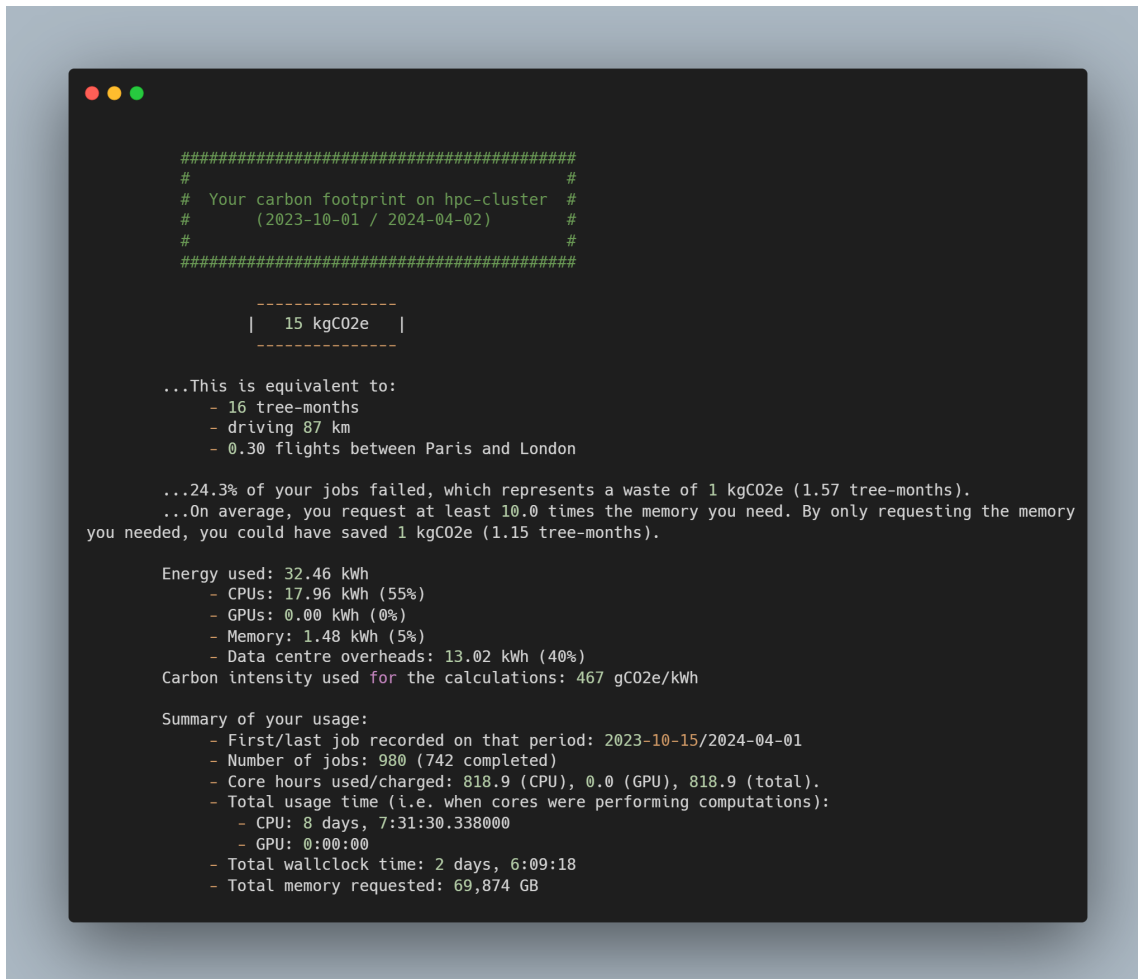 ##########################################
#                                        #
#  Your carbon footprint on hpc-cluster  #
#       (2023-10-01 / 2024-04-02)        #
#                                        #
##########################################
---------------
|   15 kgCO2e   |
---------------
...This is equivalent to:
- 16 tree-months
- driving 87 km
- 0.30 flights between Paris and London
...24.3% of your jobs failed, which represents a waste of 1 kgCO2e (1.57 tree-months).
...On average, you request at least 10.0 times the memory you need. By only requesting the memory
you needed, you could have saved 1 kgCO2e (1.15 tree-months).
Energy used: 32.46 kWh
- CPUs: 17.96 kWh (55%)
- GPUs: 0.00 kWh (0%)
- Memory: 1.48 kWh (5%)
- Data centre overheads: 13.02 kWh (40%)
Carbon intensity used for the calculations: 467 gCO2e/kWh
Summary of your usage:
- First/last job recorded on that period: 2023-10-15/2024-04-01
- Number of jobs: 980 (742 completed)
- Core hours used/charged: 818.9 (CPU), 0.0 (GPU), 818.9 (total).
- Total usage time (i.e. when cores were performing computations):
- CPU: 8 days, 7:31:30.338000
- GPU: 0:00:00
- Total wallclock time: 2 days, 6:09:18
- Total memory requested: 69,874 GB